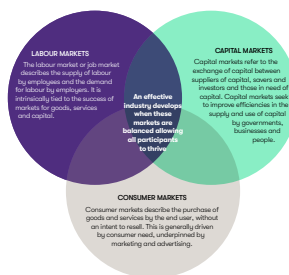 LABOUR MARKETS
The labour market or job market
describes the supply of labour
by employees and the demand
for labour by employers. It is
intrinsically tied to the success of
markets for goods, services
and capital.
CAPITAL MARKETS
Capital markets refer to the
exchange of capital between
suppliers of capital, savers and
investors and those in need of
capital. Capital markets seek
to improve efficiencies in the
supply and use of capital
by governments,
businesses and
people.
An effective
industry develops
when these
markets are
balanced allowing
all participants
to thrive
CONSUMER MARKETS
Consumer markets describe the purchase of
goods and services by the end user, without
an intent to resell. This is generally driven
by consumer need, underpinned by
marketing and advertising.